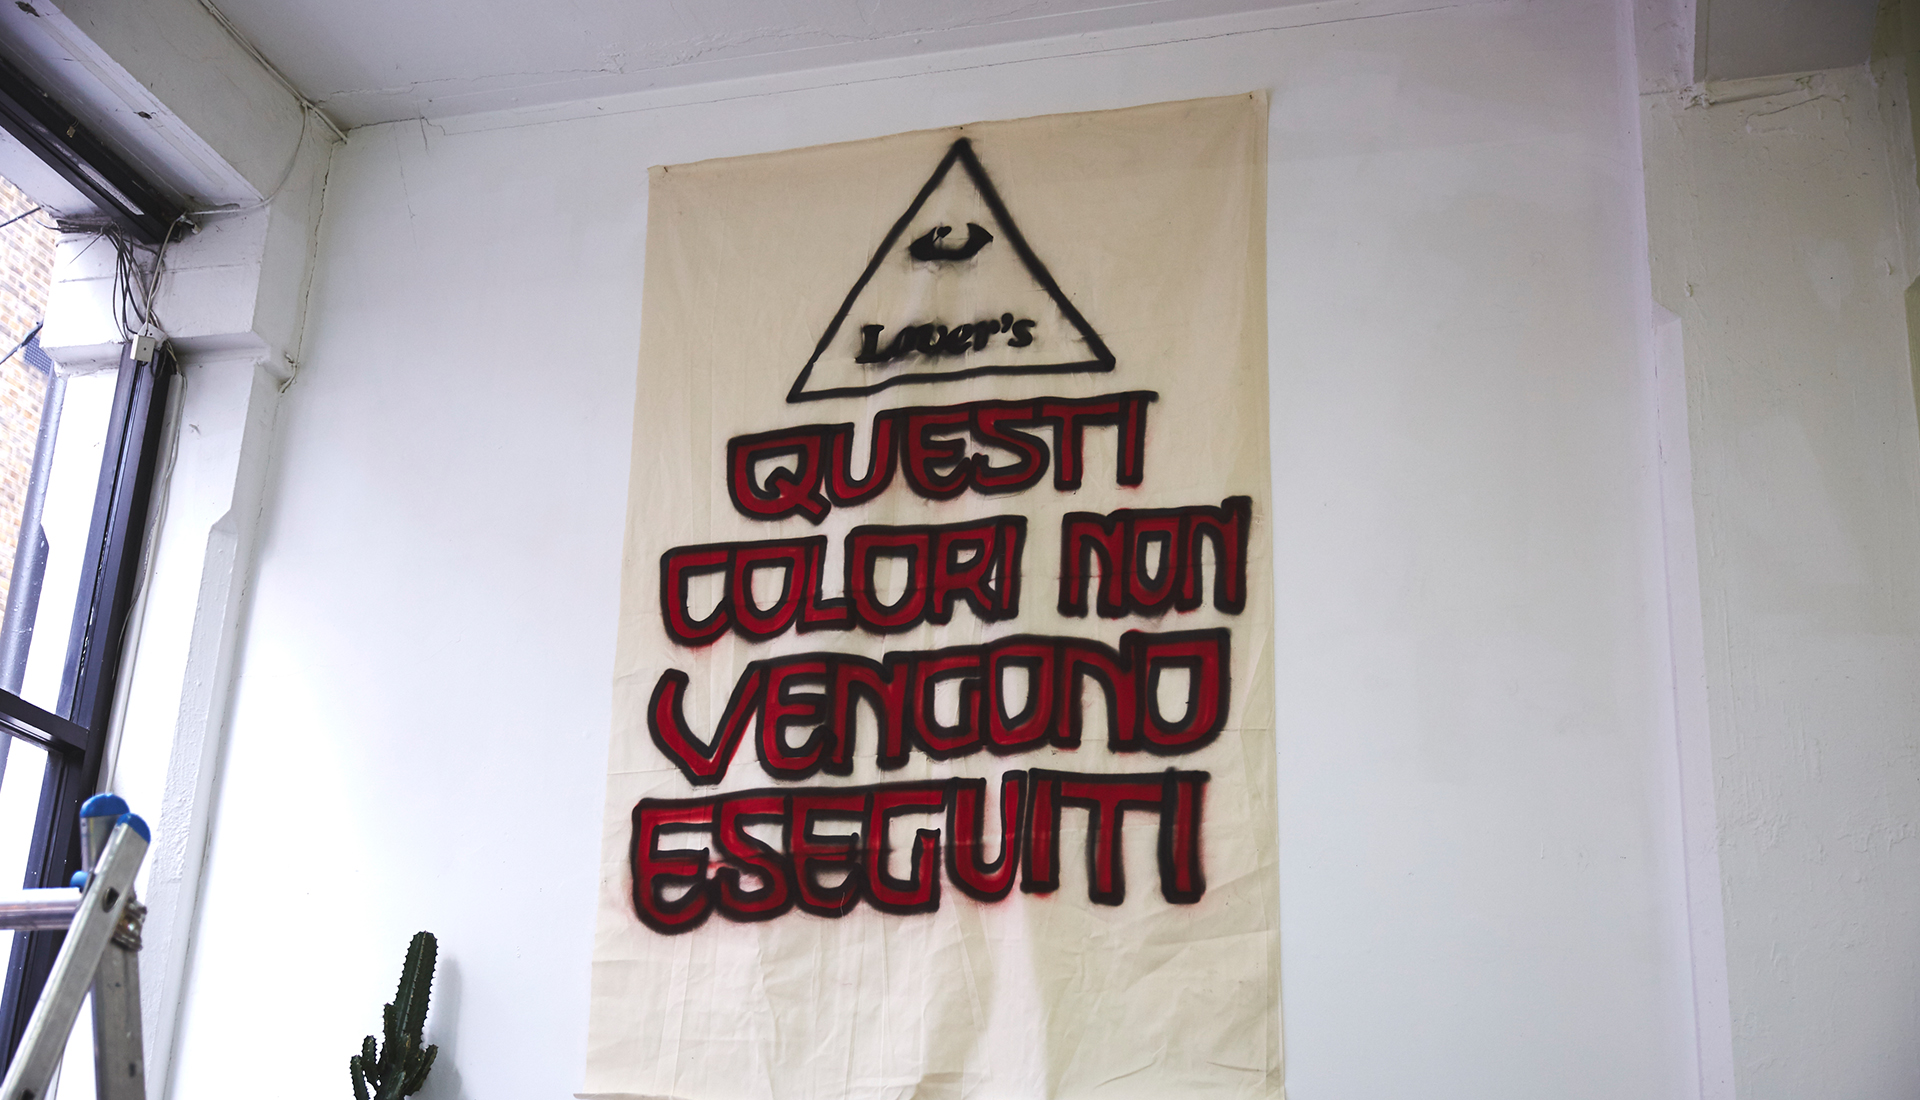 Lover's
QUESTI
COLORI NON
VENGONO
ESEGUITI